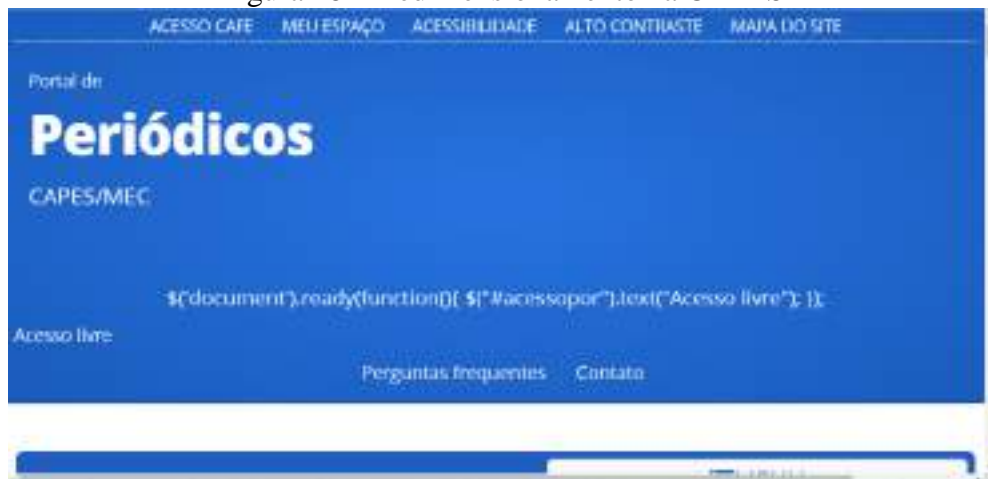 ACESSO CAFE MEU ESPAÇO ACESSIBILIDADE ALTO CONTRASTE MAPA DO SITE
Portal de
Periódicos
CAPES/MEC
$("document").ready(function(){ $("#acessopor").text("Acesso livre"); });
Acesso livre
Perguntas frequentes Contato